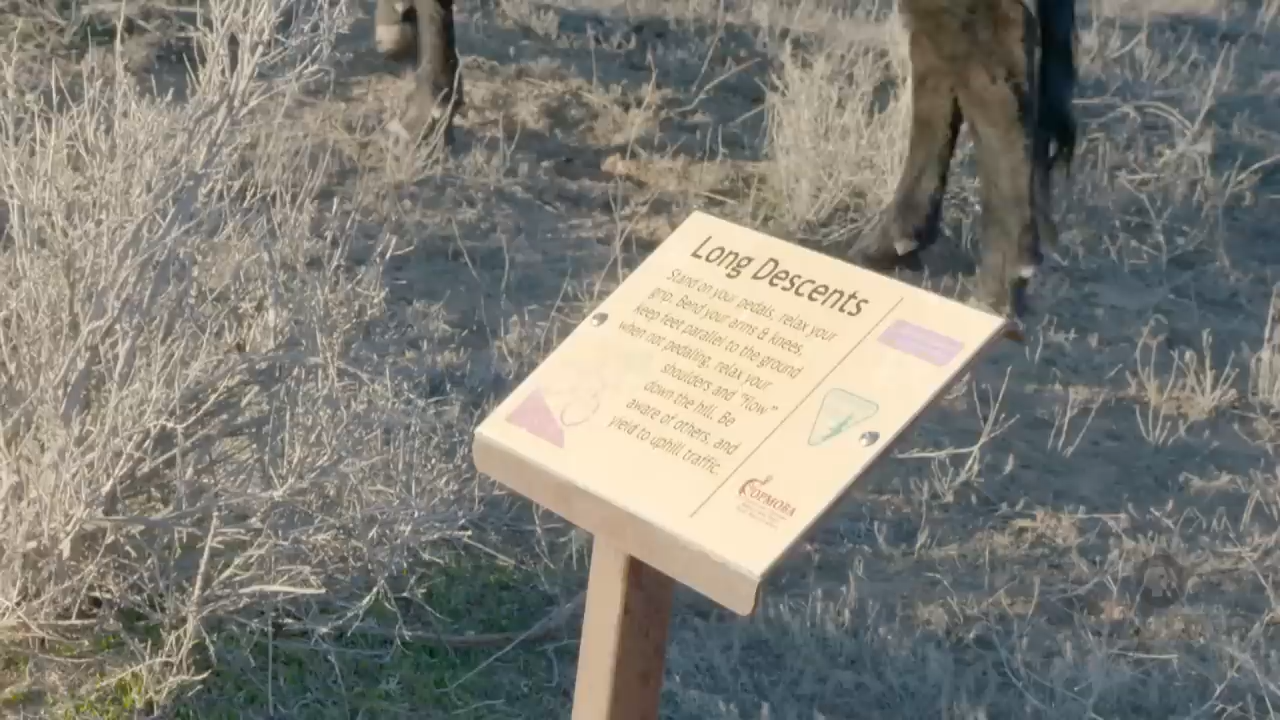 Long Descents
Stand on your pedals, relax your
grip. Bend your arms & knees,
keep feet parallel to the ground
when not pedaling, relax your
shoulders and "flow"
down the hill. Be
aware of others, and
yield to uphill traffic.
COPMOBA